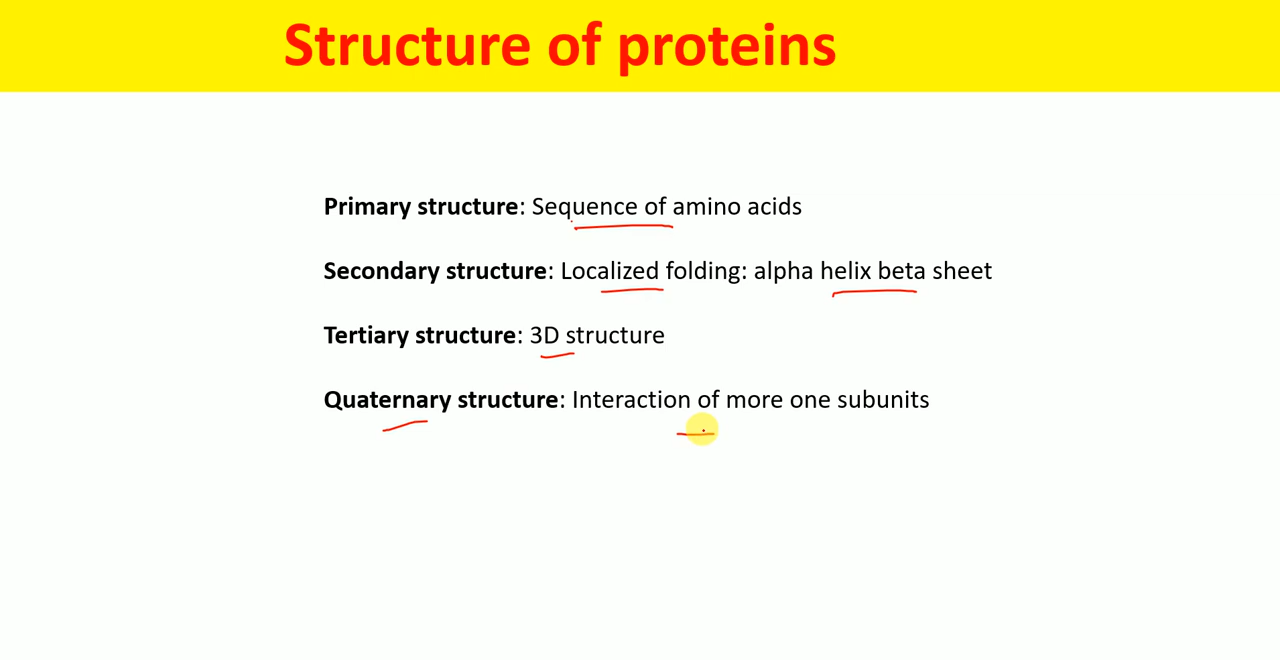 Structure of proteins
Primary structure: Sequence of amino acids
Secondary structure: Localized folding: alpha helix beta sheet
Tertiary structure: 3D structure
Quaternary structure: Interaction of more one subunits